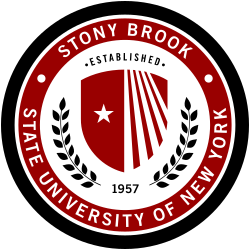 STONY BROOK
•ESTABLISHED•
1957
STATE UNIVERSITY OF NEW YORK